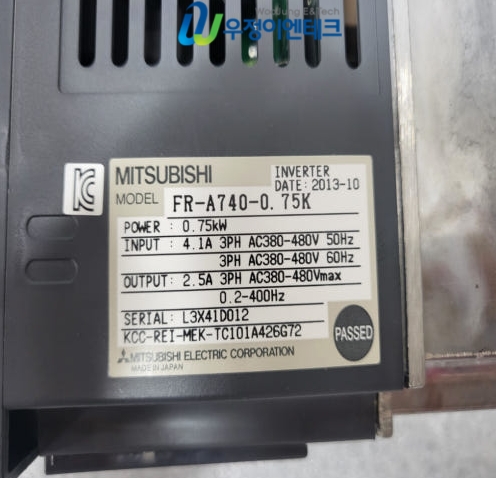 WooJung E&Tech
우정이엔테크
MITSUBISHI
INVERTER
DATE: 2013-10
MODEL FR-A740-0.75K
POWER : 0.75kW
INPUT : 4.1A 3PH AC380-480V 50Hz
3PH AC380-480V 60Hz
OUTPUT: 2.5A 3PH AC380-480Vmax
0.2-400Hz
SERIAL: L3X41D012
KCC-REI-MEK-TC101A426G72
PASSED
MITSUBISHI ELECTRIC CORPORATION
MADE IN JAPAN